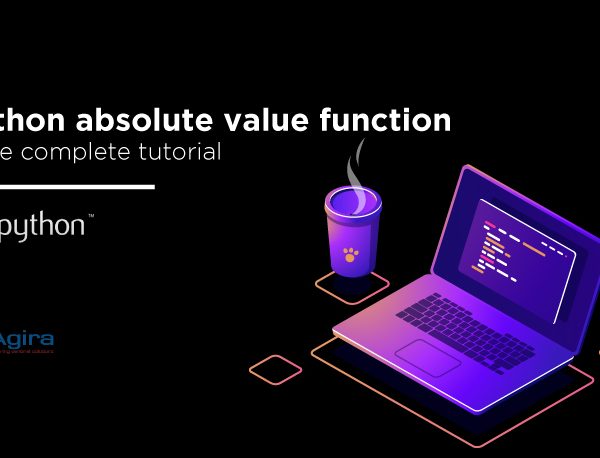 thon absolute value function
e complete tutorial
python™
Agira